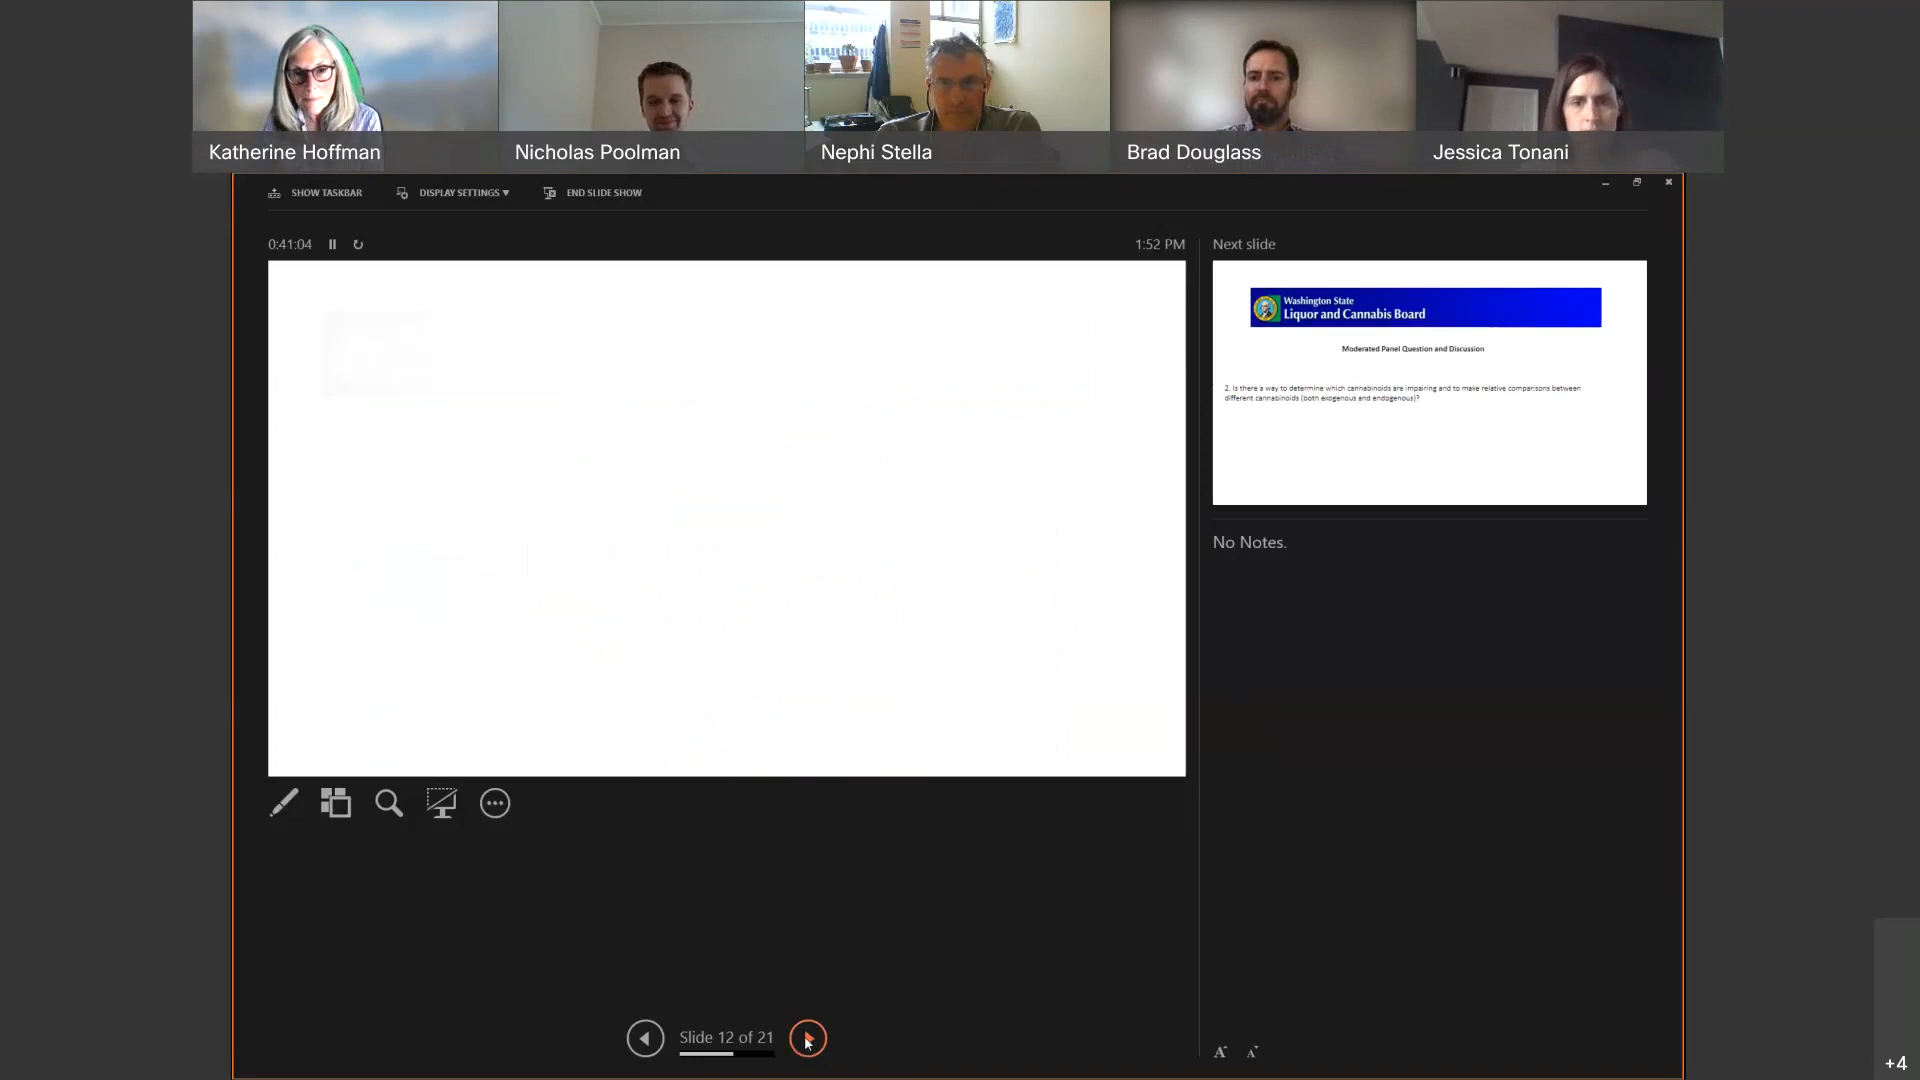 Katherine Hoffman
Nicholas Poolman
Nephi Stella
Brad Douglass
Jessica Tonani
SHOW TASKBAR
DISPLAY SETTINGS ▾
END SLIDE SHOW
0:41:04
1:52 PM
Next slide
Washington State
Liquor and Cannabis Board
Moderated Panel Question and Discussion
2. Is there a way to determine which cannabinoids are impairing and to make relative comparisons between
different cannabinoids (both exogenous and endogenous)?
No Notes.
Slide 12 of 21
A A
+4